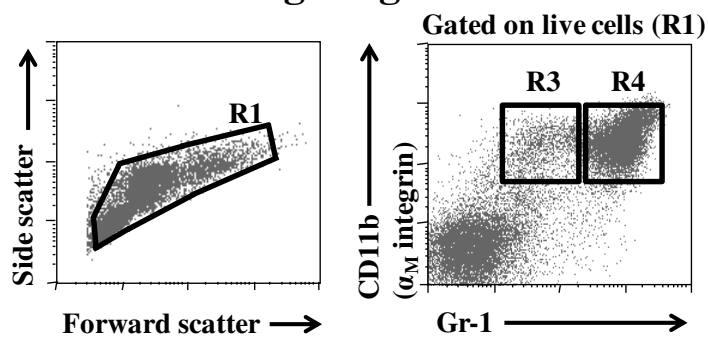 Gated on live cells (R1)
R1
R3 R4
Side scatter
Forward scatter
CD11b
(αM integrin)
Gr-1